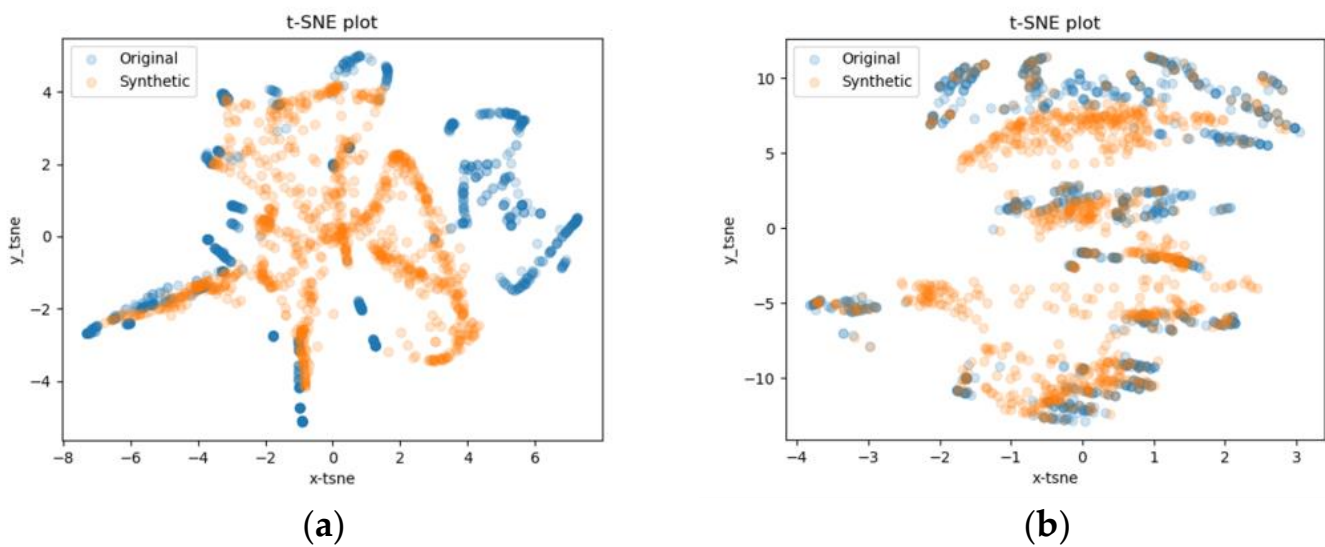 t-SNE plot
Original
Synthetic
4
2
0
−2
−4
y_tsne
−8
−6
−4
−2
0
2
4
6
x-tsne
(a)
t-SNE plot
Original
Synthetic
10
5
0
−5
−10
y_tsne
−4
−3
−2
−1
0
1
2
3
x-tsne
(b)